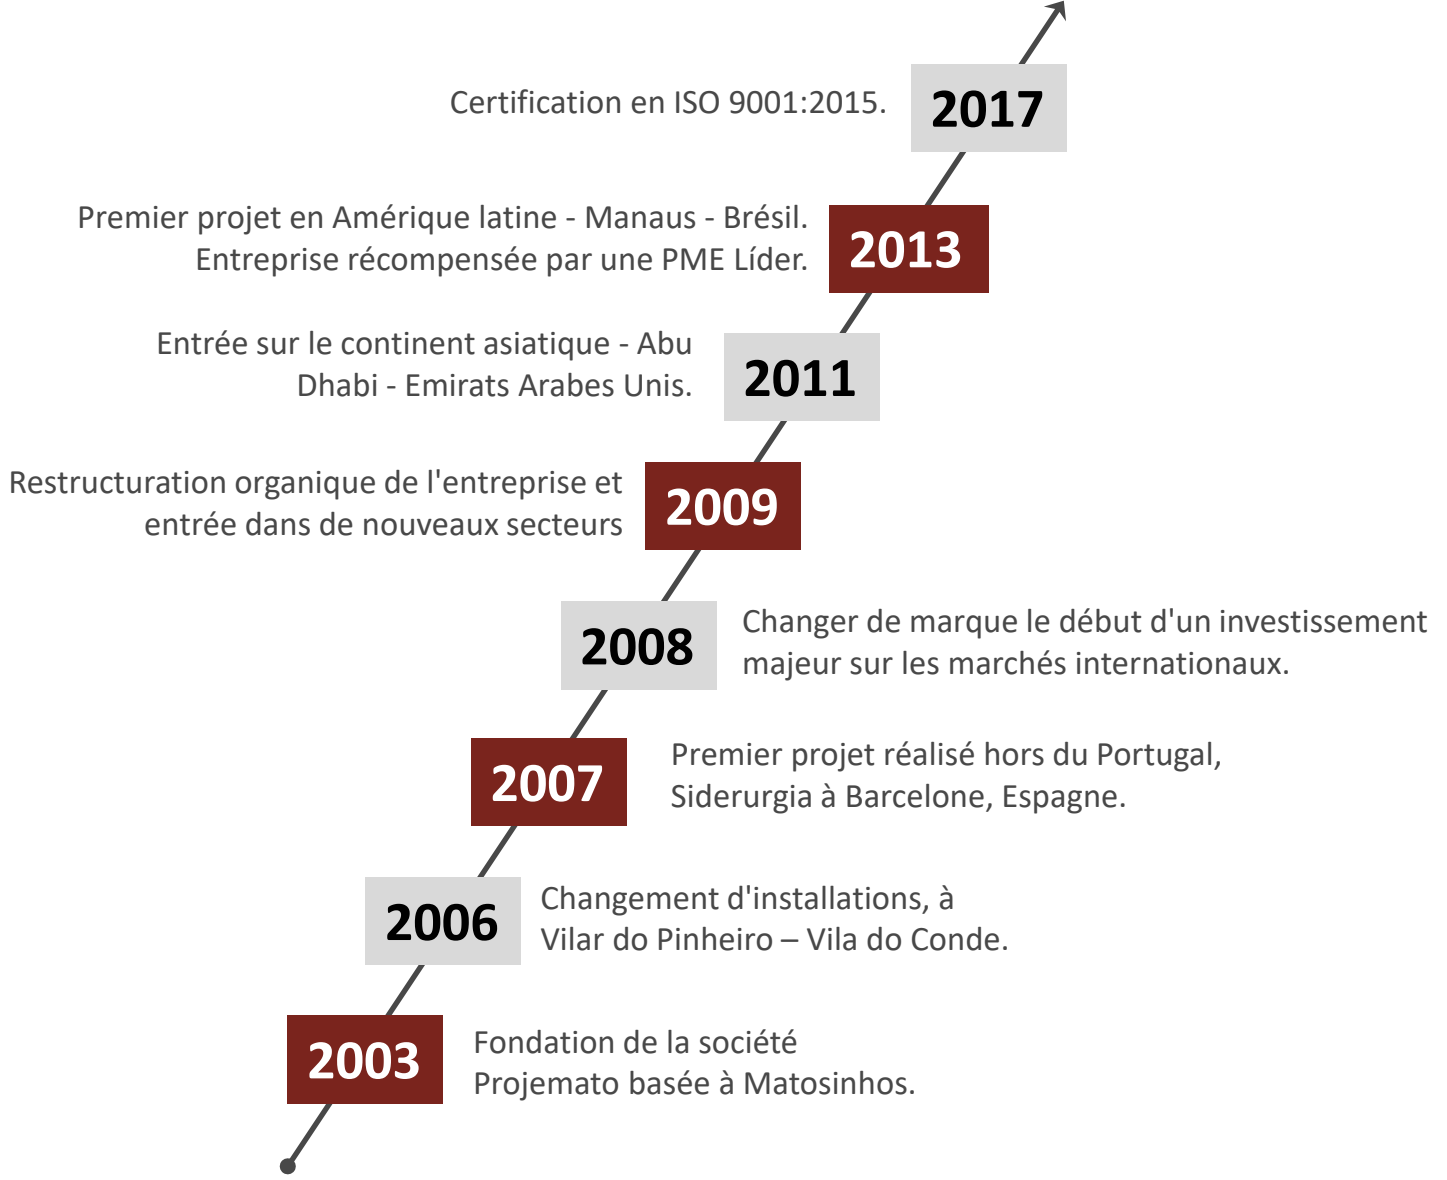 Certification en ISO 9001:2015.
2017
Premier projet en Amérique latine - Manaus - Brésil.
Entreprise récompensée par une PME Líder.
2013
Entrée sur le continent asiatique - Abu
Dhabi - Emirats Arabes Unis.
2011
Restructuration organique de l'entreprise et
entrée dans de nouveaux secteurs
2009
2008
Changer de marque le début d'un investissement
majeur sur les marchés internationaux.
2007
Premier projet réalisé hors du Portugal,
Siderurgia à Barcelone, Espagne.
2006
Changement d'installations, à
Vilar do Pinheiro – Vila do Conde.
2003
Fondation de la société
Projemato basée à Matosinhos.